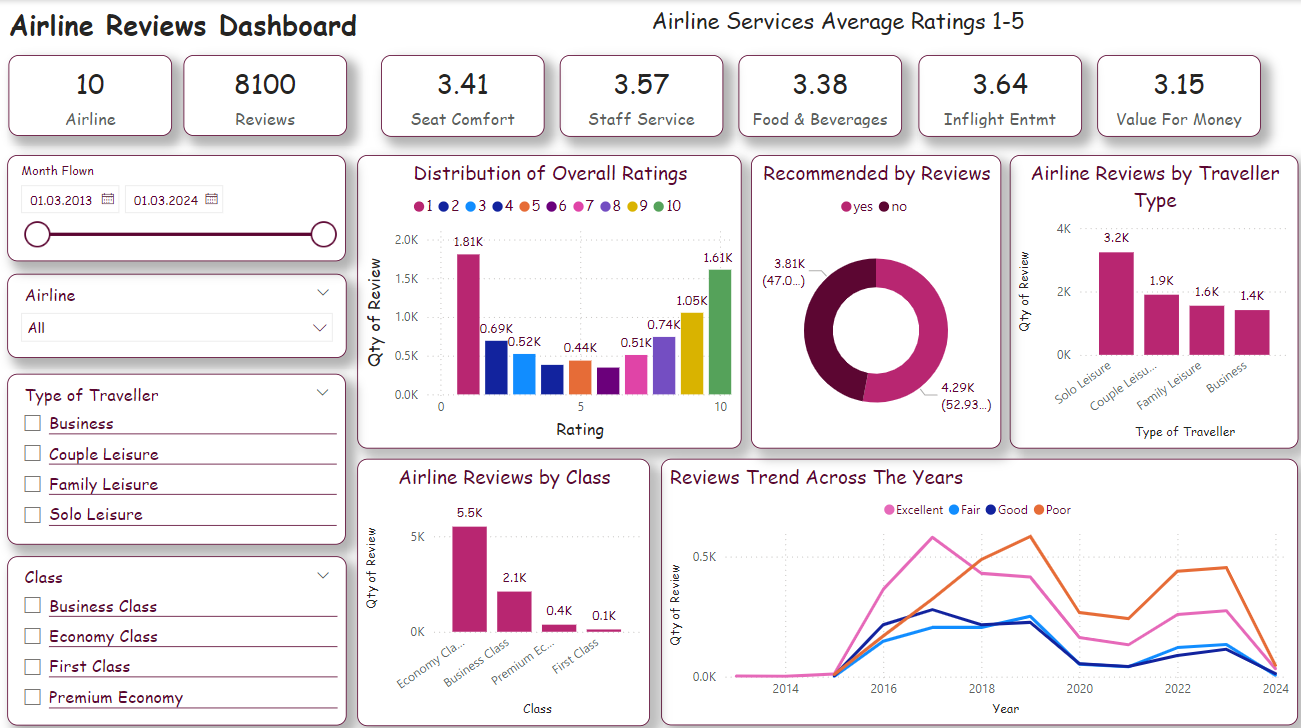 Airline Reviews Dashboard
Airline Services Average Ratings 1-5
10
Airline
8100
Reviews
3.41
Seat Comfort
3.57
Staff Service
3.38
Food & Beverages
3.64
Inflight Entmt
3.15
Value For Money
Month Flown
01.03.2013
01.03.2024
Airline
All
Type of Traveller
Business
Couple Leisure
Family Leisure
Solo Leisure
Class
Business Class
Economy Class
First Class
Premium Economy
Distribution of Overall Ratings
1 2 3 4 5 6 7 8 9 10
Qty of Review
2.0K
1.5K
1.0K
0.5K
0.0K
1.81K
0.69K
0.52K
0.44K
0.51K
0.74K
1.05K
1.61K
0 5 10
Rating
Recommended by Reviews
yes no
3.81K
(47.0...)
4.29K
(52.93...)
Airline Reviews by Traveller
Type
Qty of Review
4K
2K
0K
3.2K
1.9K
1.6K
1.4K
Solo Leisure
Couple Leisu...
Family Leisure
Business
Type of Traveller
Airline Reviews by Class
Qty of Review
5K
0K
5.5K
2.1K
0.4K
0.1K
Economy Cla...
Business Class
Premium Ec...
First Class
Class
Reviews Trend Across The Years
Excellent Fair Good Poor
Qty of Review
0.5K
0.0K
2014 2016 2018 2020 2022 2024
Year